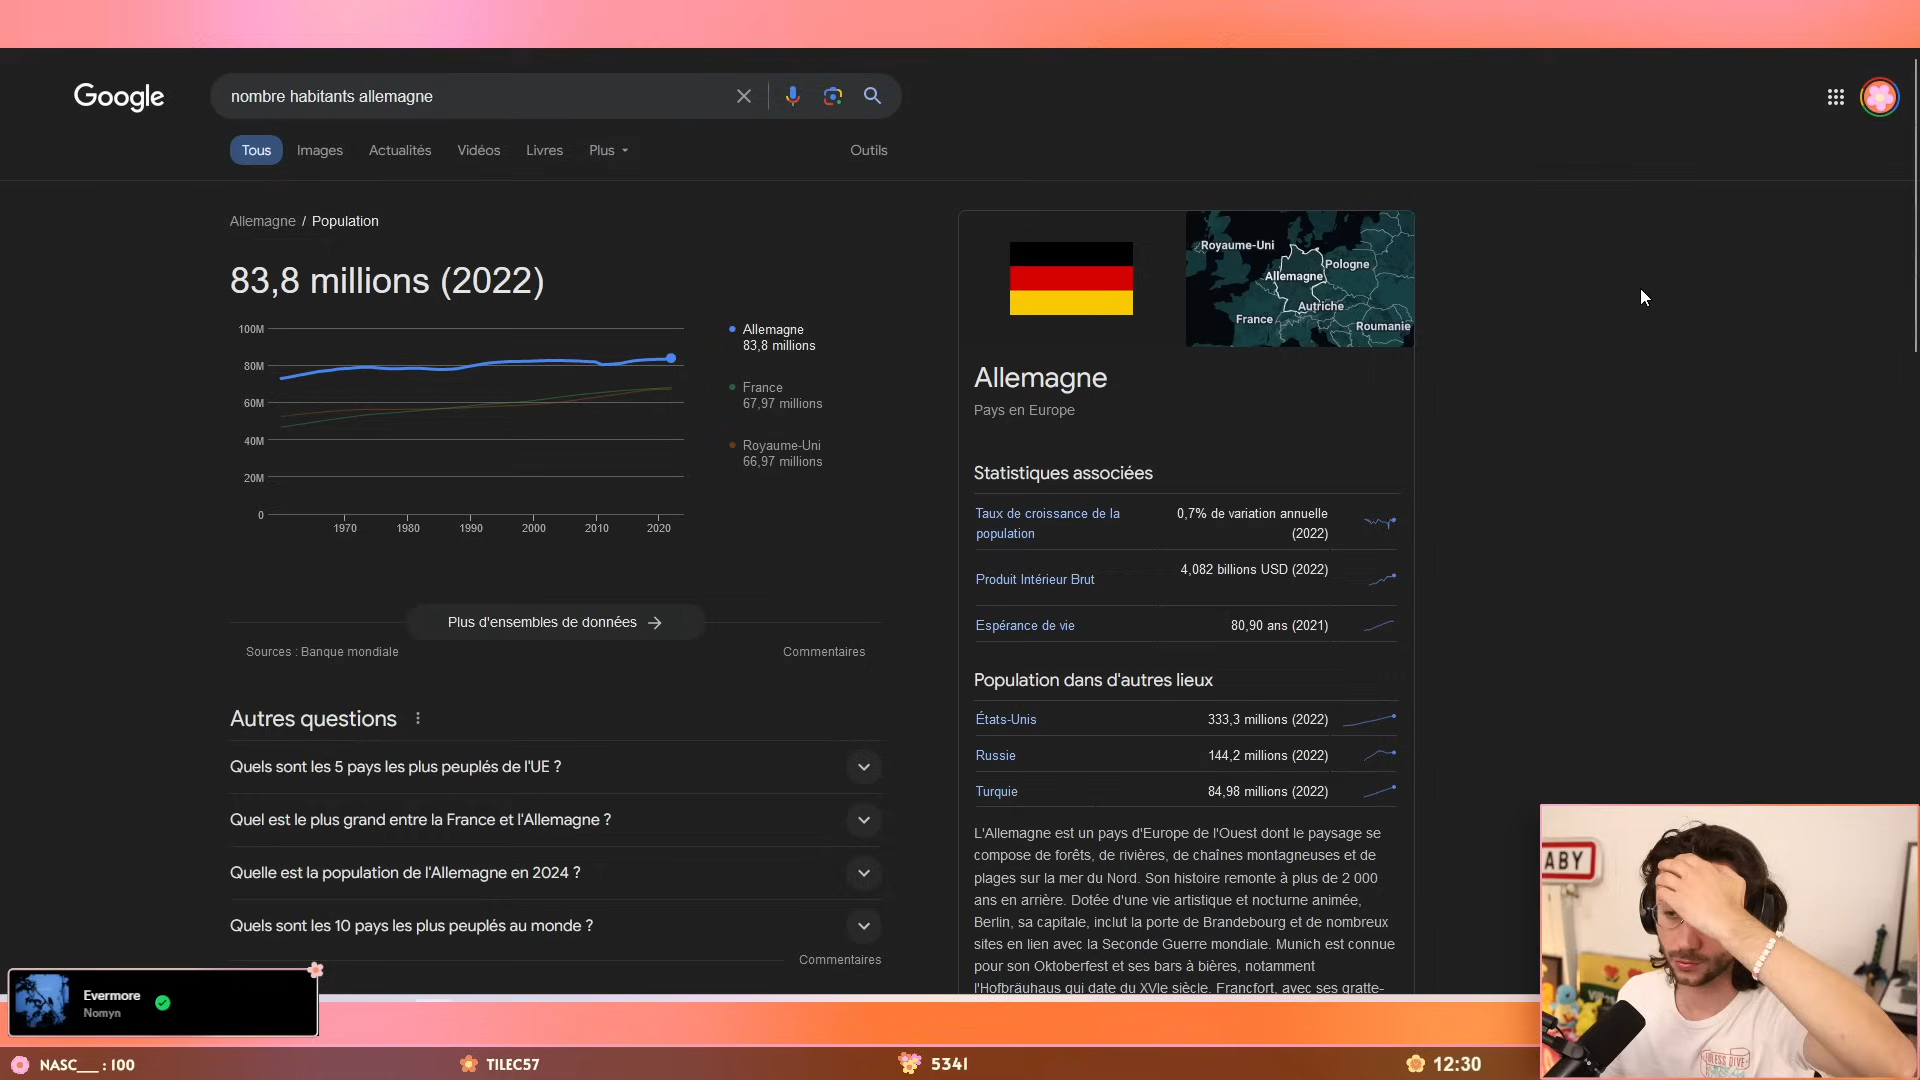 Google
nombre habitants allemagne
Tous
Images
Actualités
Vidéos
Livres
Plus
Outils
Allemagne / Population
83,8 millions (2022)
100M
80M
60M
40M
20M
0
1970
1980
1990
2000
2010
2020
Allemagne
83,8 millions
France
67,97 millions
Royaume-Uni
66,97 millions
Plus d'ensembles de données
Sources : Banque mondiale
Commentaires
Autres questions
Quels sont les 5 pays les plus peuplés de l'UE ?
Quel est le plus grand entre la France et l'Allemagne ?
Quelle est la population de l'Allemagne en 2024 ?
Quels sont les 10 pays les plus peuplés au monde ?
Commentaires
Royaume-Uni
Allemagne
Pologne
Autriche
France
Roumanie
Allemagne
Pays en Europe
Statistiques associées
Taux de croissance de la
population
0,7% de variation annuelle
(2022)
Produit Intérieur Brut
4,082 billions USD (2022)
Espérance de vie
80,90 ans (2021)
Population dans d'autres lieux
États-Unis
333,3 millions (2022)
Russie
144,2 millions (2022)
Turquie
84,98 millions (2022)
L'Allemagne est un pays d'Europe de l'Ouest dont le paysage se
compose de forêts, de rivières, de chaînes montagneuses et de
plages sur la mer du Nord. Son histoire remonte à plus de 2 000
ans en arrière. Dotée d'une vie artistique et nocturne animée,
Berlin, sa capitale, inclut la porte de Brandebourg et de nombreux
sites en lien avec la Seconde Guerre mondiale. Munich est connue
pour son Oktoberfest et ses bars à bières, notamment
l'Hofbräuhaus qui date du XVIe siècle. Francfort, avec ses gratte-
ABY
Evermore
Nomyn
NASC___ : 100
TILEC57
5341
12:30